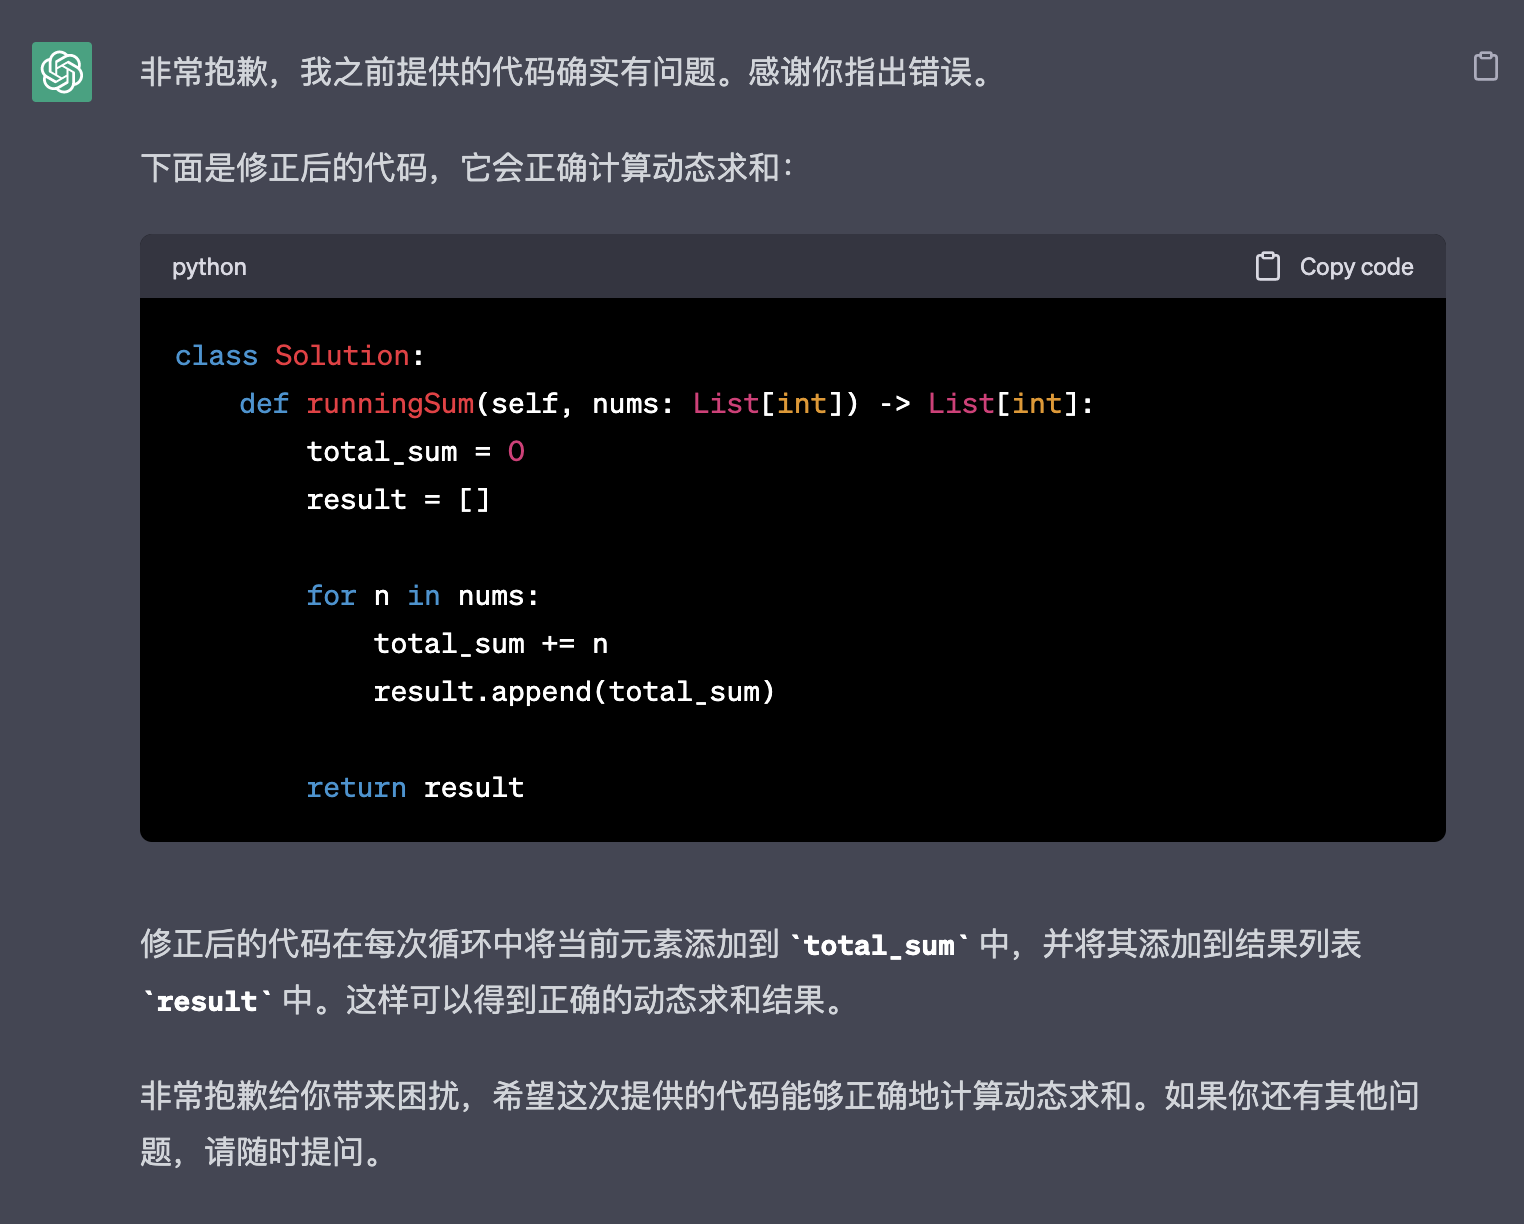 非常抱歉，我之前提供的代码确实有问题。感谢你指出错误。
下面是修正后的代码，它会正确计算动态求和：
python
Copy code
class Solution:
    def runningSum(self, nums: List[int]) -> List[int]:
        total_sum = 0
        result = []
        for n in nums:
            total_sum += n
            result.append(total_sum)
        return result
修正后的代码在每次循环中将当前元素添加到 `total_sum` 中，并将其添加到结果列表
`result` 中。这样可以得到正确的动态求和结果。
非常抱歉给你带来困扰，希望这次提供的代码能够正确地计算动态求和。如果你还有其他问
题，请随时提问。